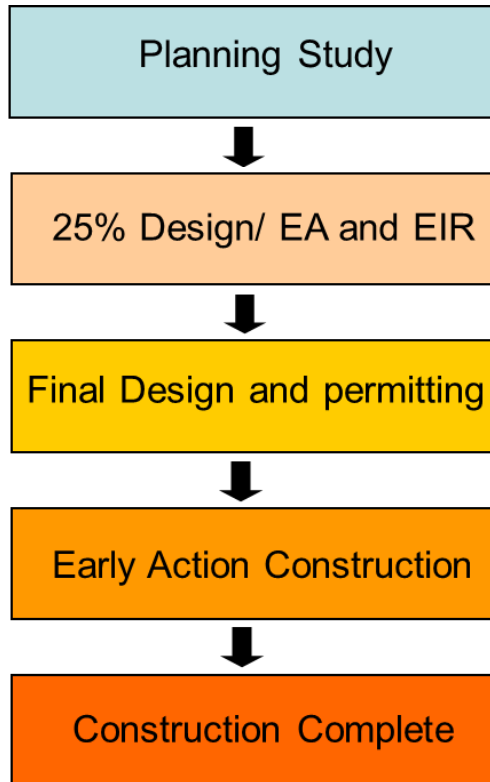 Planning Study
25% Design/ EA and EIR
Final Design and permitting
Early Action Construction
Construction Complete